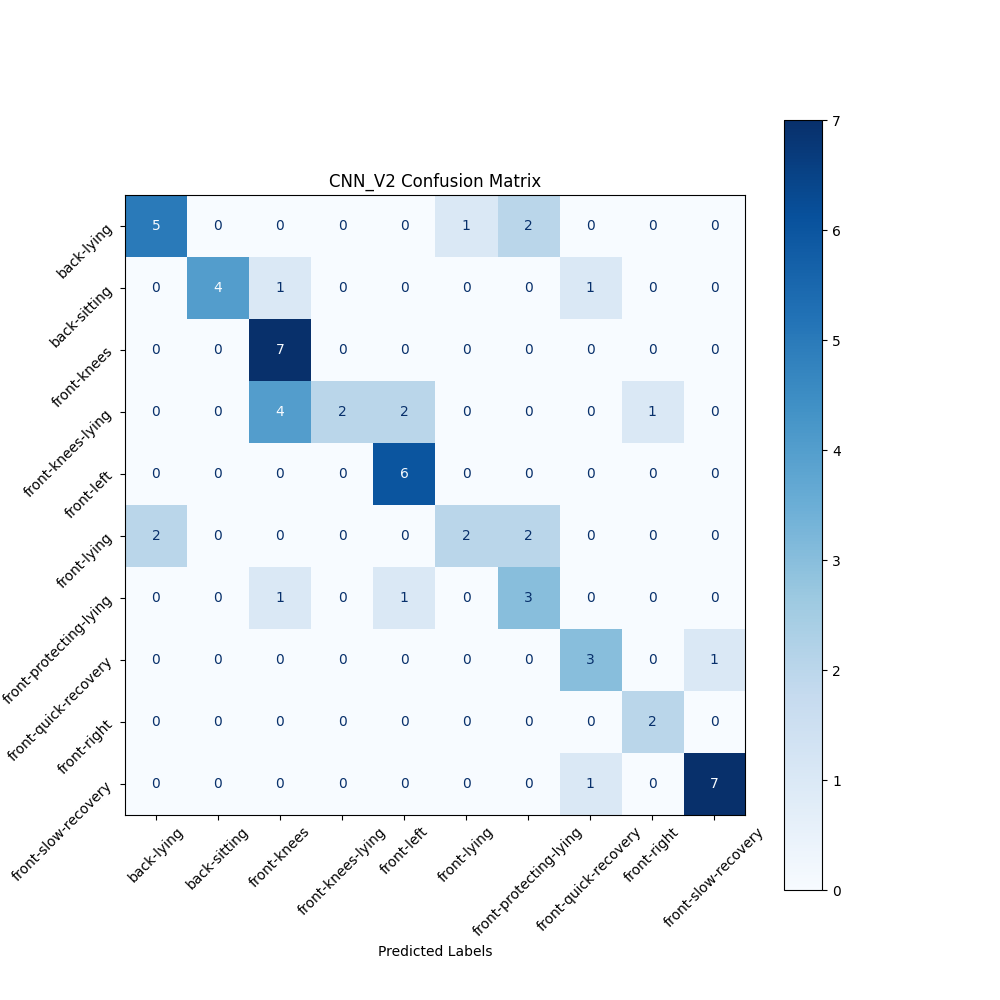 CNN_V2 Confusion Matrix
back-lying 5 0 0 0 0 1 2 0 0 0
back-sitting 0 4 1 0 0 0 0 1 0 0
front-knees 0 0 7 0 0 0 0 0 0 0
front-knees-lying 0 0 4 2 2 0 0 0 1 0
front-left 0 0 0 0 6 0 0 0 0 0
front-lying 2 0 0 0 0 2 2 0 0 0
front-protecting-lying 0 0 1 0 1 0 3 0 0 0
front-quick-recovery 0 0 0 0 0 0 0 3 0 1
front-right 0 0 0 0 0 0 0 0 2 0
front-slow-recovery 0 0 0 0 0 0 0 1 0 7
back-lying back-sitting front-knees front-knees-lying front-left front-lying front-protecting-lying front-quick-recovery front-right front-slow-recovery
Predicted Labels
7
6
5
4
3
2
1
0